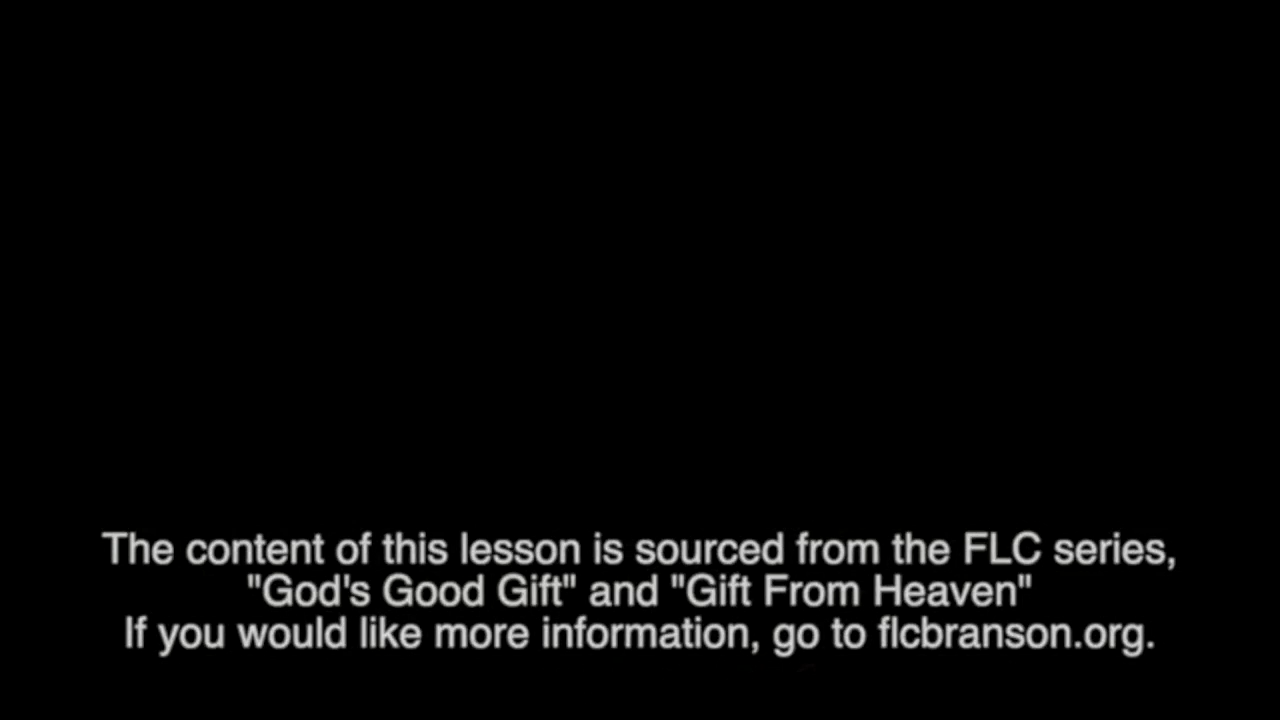 The content of this lesson is sourced from the FLC series,
"God's Good Gift" and "Gift From Heaven"
If you would like more information, go to flcbranson.org.